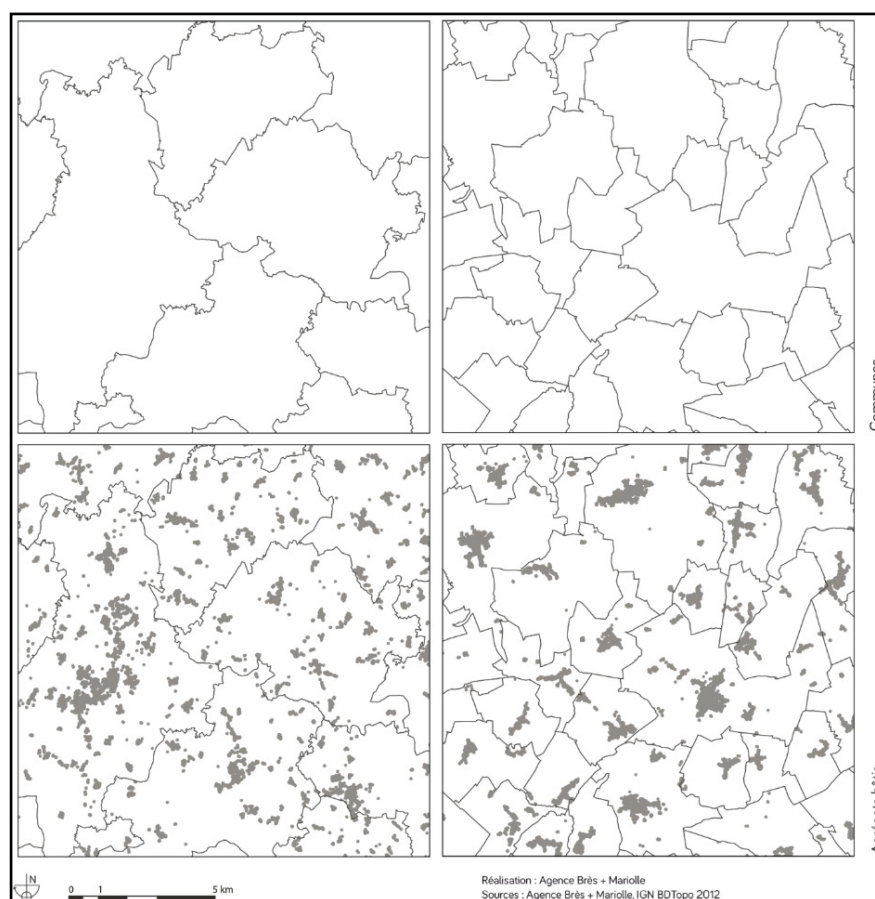 Communes
N
0 1 5 km
Réalisation : Agence Brès + Mariolle
Sources : Agence Brès + Mariolle, IGN BDTopo 2012